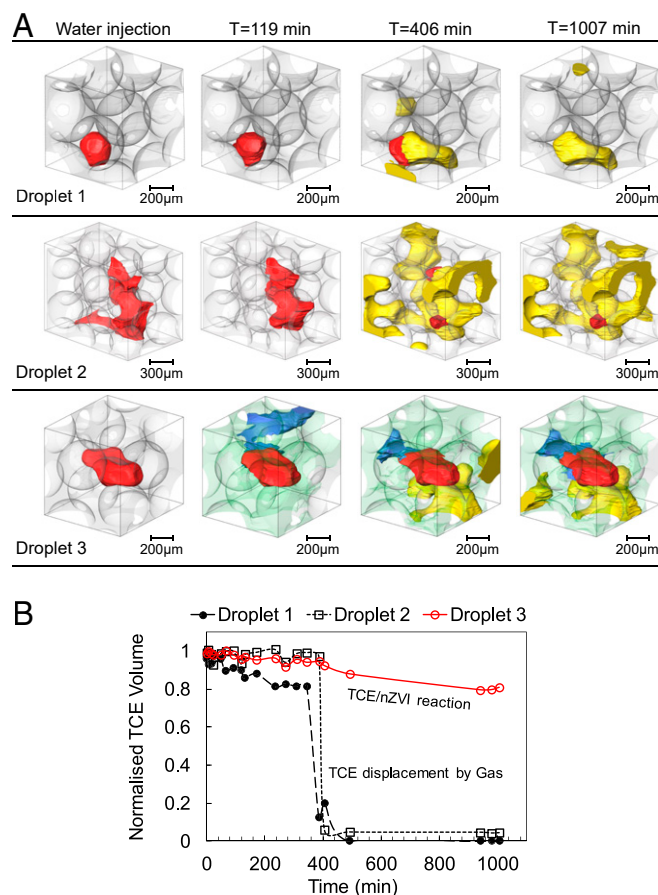 A
Water injection T=119 min T=406 min T=1007 min
Droplet 1
200µm 200µm 200µm 200µm
Droplet 2
300µm 300µm 300µm 300µm
Droplet 3
200µm 200µm 200µm 200µm
B
Droplet 1 Droplet 2 Droplet 3
Normalised TCE Volume
1
0.8
0.6
0.4
0.2
0
TCE/nZVI reaction
TCE displacement by Gas
0 200 400 600 800 1000
Time (min)